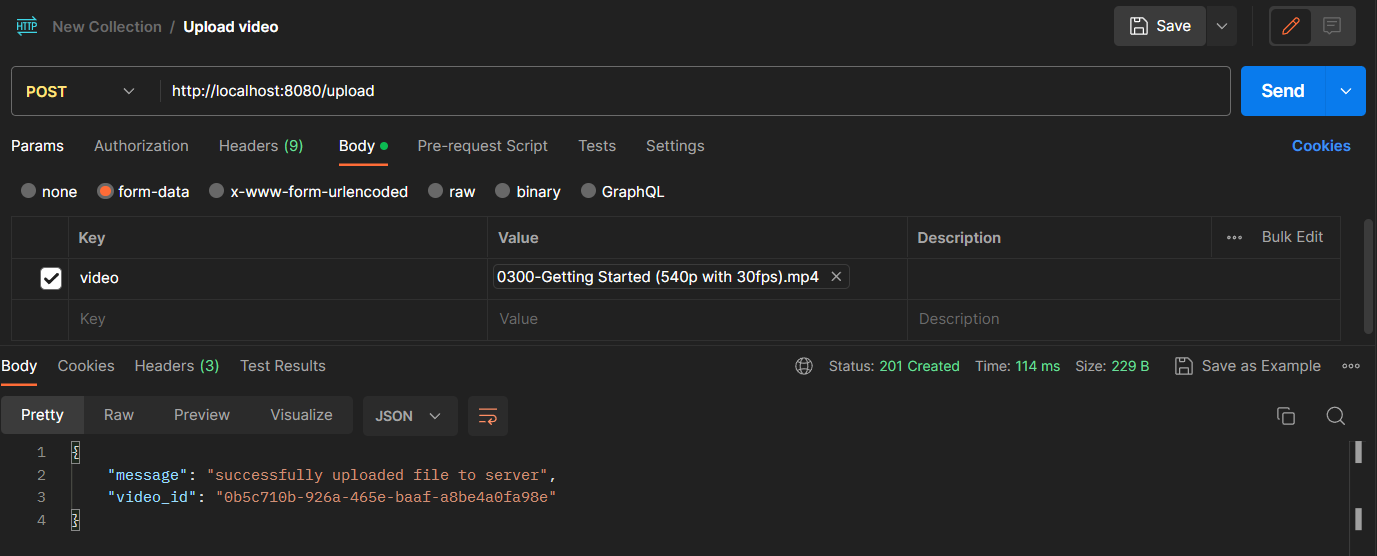 HTTP New Collection / Upload video Save
POST http://localhost:8080/upload Send
Params Authorization Headers (9) Body Pre-request Script Tests Settings Cookies
none form-data x-www-form-urlencoded raw binary GraphQL
Key Value Description Bulk Edit
video 0300-Getting Started (540p with 30fps).mp4
Key Value Description
Body Cookies Headers (3) Test Results Status: 201 Created Time: 114 ms Size: 229 B Save as Example
Pretty Raw Preview Visualize JSON
1 {
2 "message": "successfully uploaded file to server",
3 "video_id": "0b5c710b-926a-465e-baaf-a8be4a0fa98e"
4 }